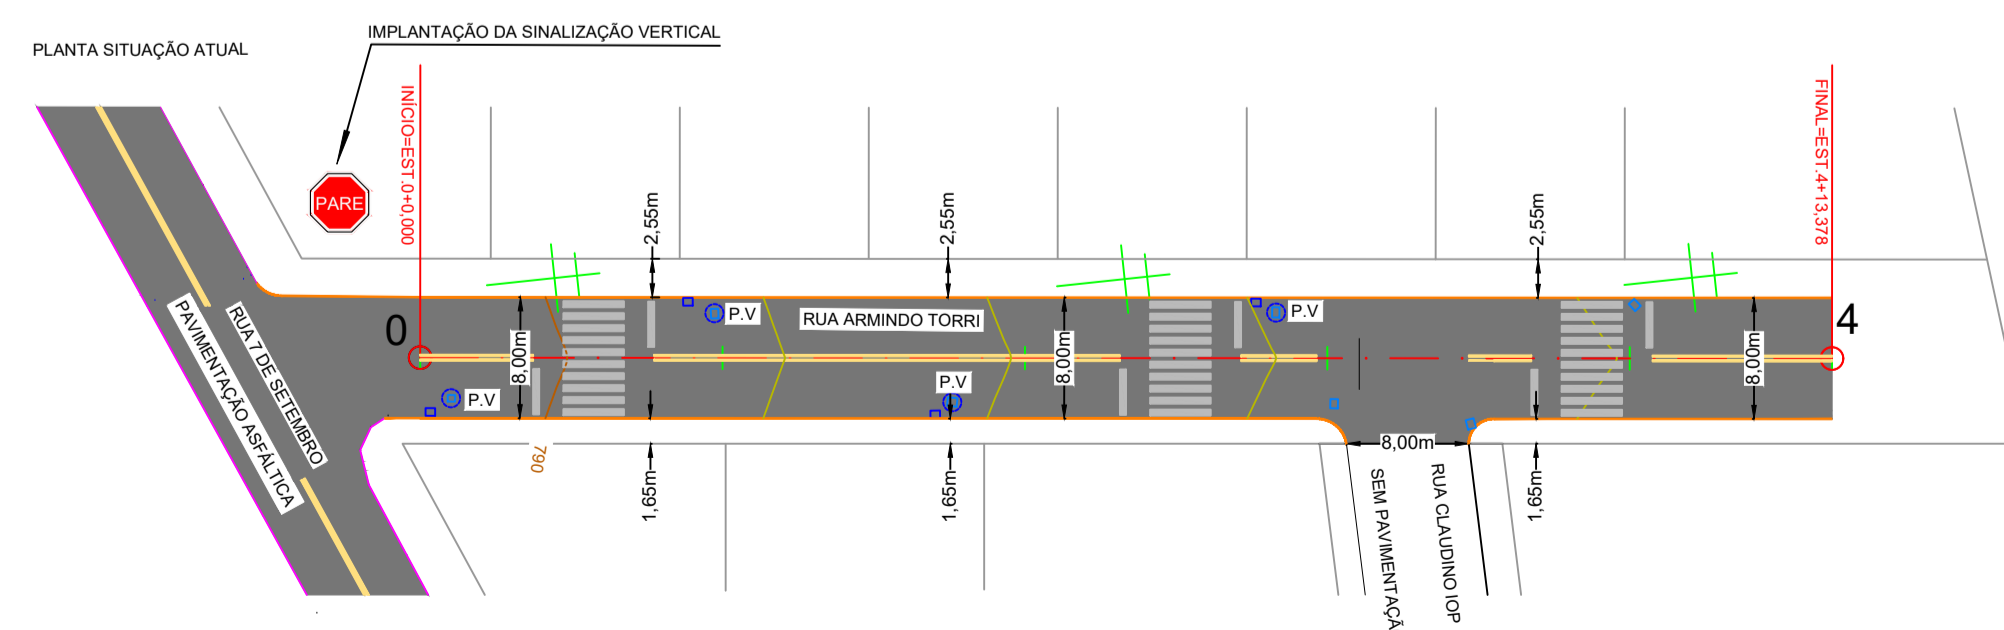 PLANTA SITUAÇÃO ATUAL
IMPLANTAÇÃO DA SINALIZAÇÃO VERTICAL
PARE
INÍCIO=EST.0+0,000
FINAL=EST.4+13,378
2,55m
2,55m
2,55m
0
4
P.V
RUA ARMINDO TORRI
P.V
8,00m
8,00m
8,00m
P.V
P.V
RUA 7 DE SETEMBRO
PAVIMENTAÇÃO ASFÁLTICA
790
1,65m
1,65m
1,65m
8,00m
SEM PAVIMENTAÇÃ
RUA CLAUDINO IOP